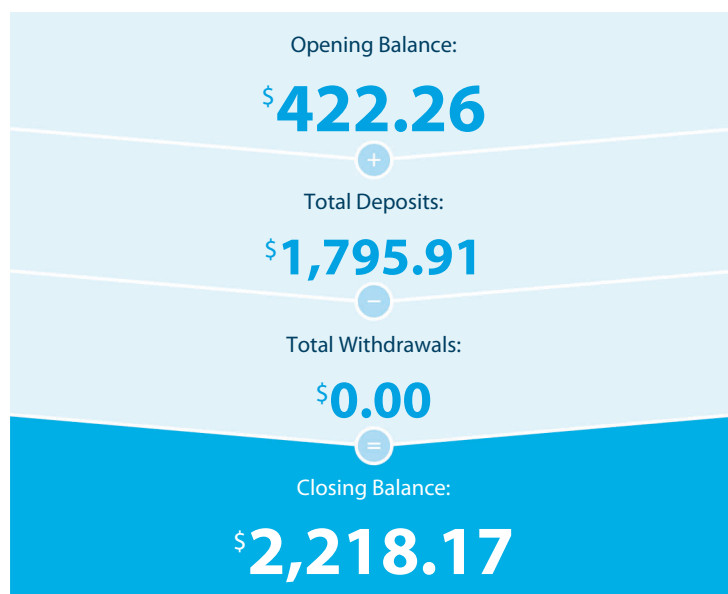 Opening Balance:
$422.26
+
Total Deposits:
$1,795.91
−
Total Withdrawals:
$0.00
=
Closing Balance:
$2,218.17